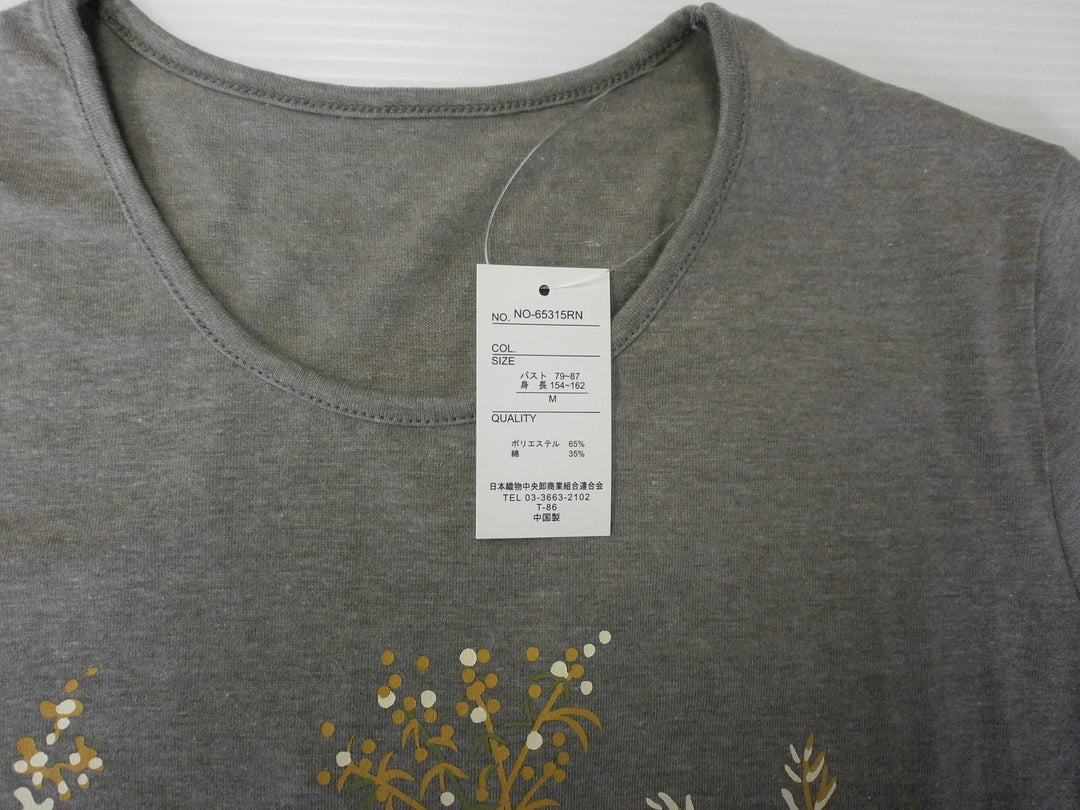 NO. NO-65315RN
COL.
SIZE
バスト 79~87
身 長 154~162
M
QUALITY
ポリエステル 65%
綿 35%
日本織物中央卸商業組合連合会
TEL 03-3663-2102
T-86
中国製